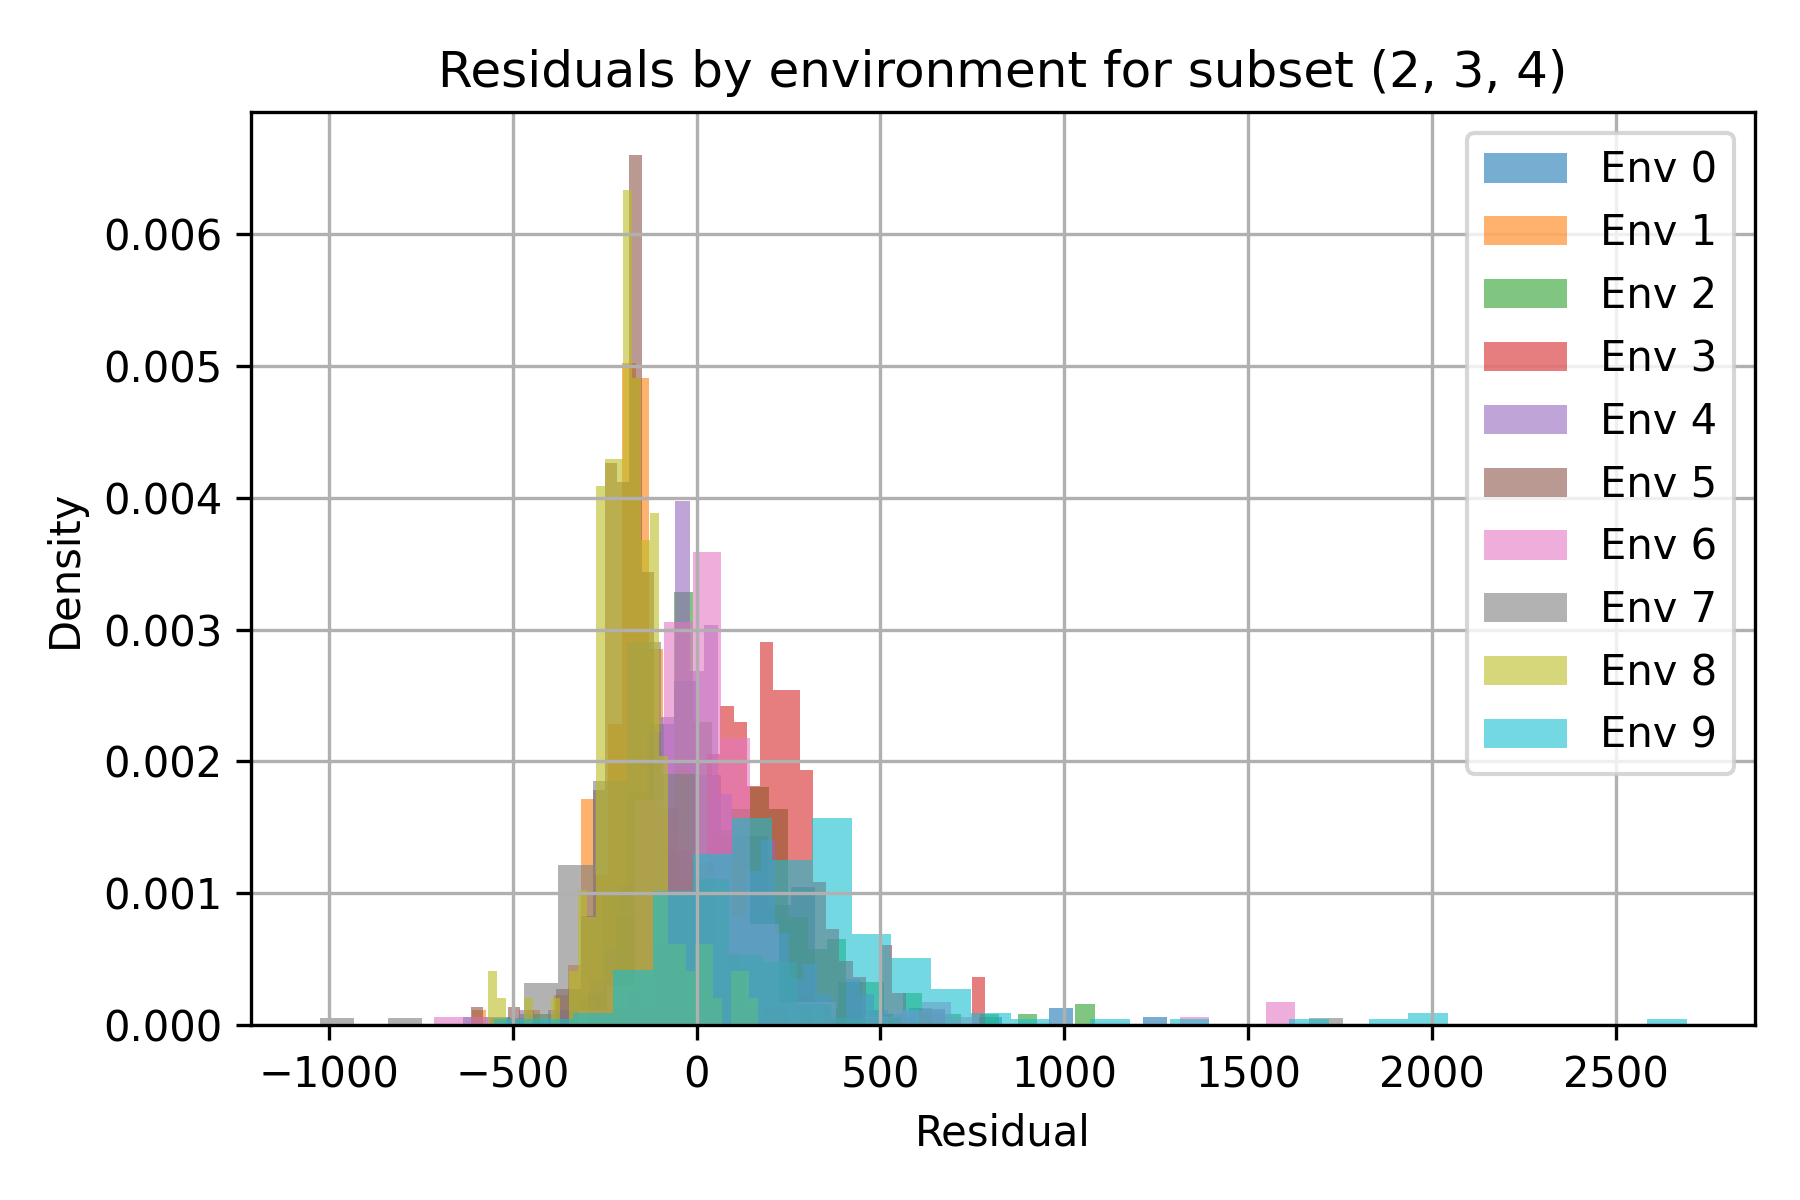 Residuals by environment for subset (2, 3, 4)
Density
0.006
0.005
0.004
0.003
0.002
0.001
0.000
−1000
−500
0
500
1000
1500
2000
2500
Residual
Env 0
Env 1
Env 2
Env 3
Env 4
Env 5
Env 6
Env 7
Env 8
Env 9